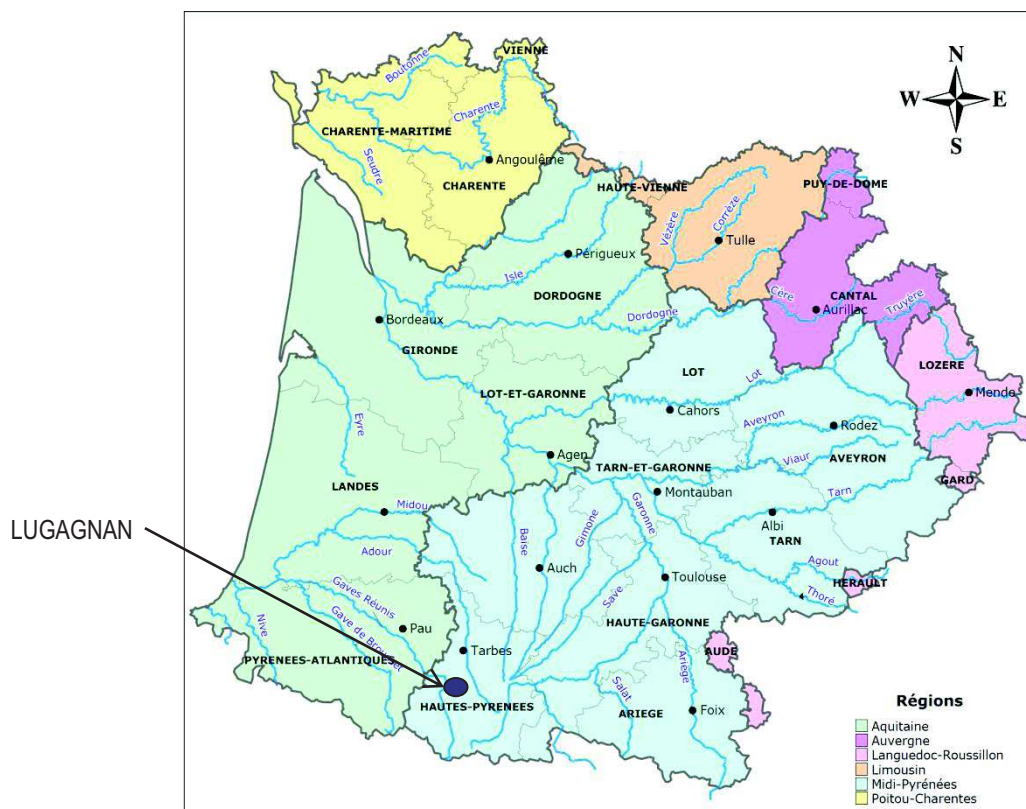 VIENNE
Boutonne
N
W
E
S
Charente
CHARENTE-MARITIME
Seudre
Angoulême
CHARENTE
HAUTE-VIENNE
PUY-DE-DOME
Vézère
Corrèze
Tulle
Périgueux
Isle
DORDOGNE
Dordogne
Cère
CANTAL
Aurillac
Truyère
Bordeaux
GIRONDE
LOT
Lot
LOZERE
Mende
LOT-ET-GARONNE
Cahors
Eyre
Aveyron
Rodez
Agen
TARN-ET-GARONNE
Viaur
AVEYRON
GARD
LANDES
Montauban
Tarn
Midou
Garonne
Albi
TARN
LUGAGNAN
Baise
Gimone
Adour
Auch
Toulouse
Agout
HERAULT
Thoré
Gaves Réunis
Save
Nive
Pau
HAUTE-GARONNE
Tarbes
AUDE
PYRENEES-ATLANTIQUES
Ariège
HAUTES-PYRENEES
Salat
ARIEGE
Foix
Régions
Aquitaine
Auvergne
Languedoc-Roussillon
Limousin
Midi-Pyrénées
Poitou-Charentes